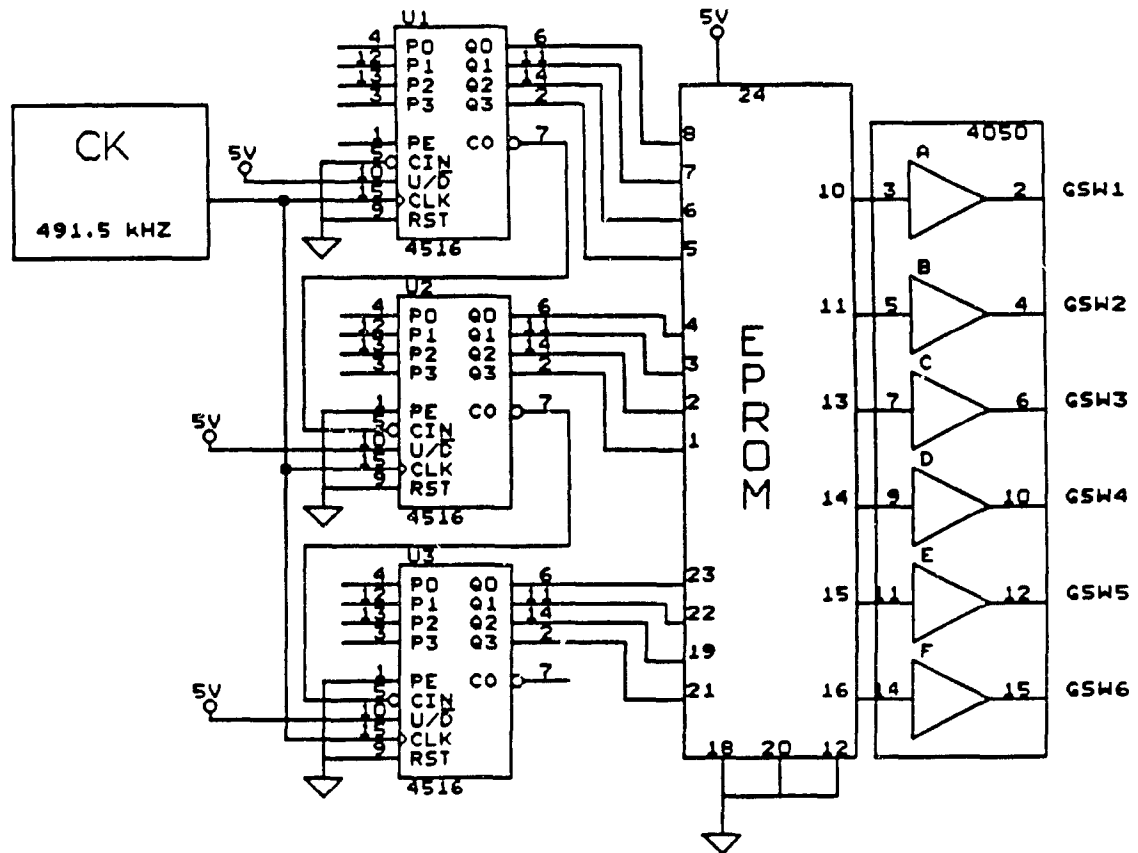 CK
491.5 kHZ
5V
U1
4 P0 Q0 6
12 P1 Q1 11
13 P2 Q2 14
3 P3 Q3 2
1 PE CO 7
5 CIN
10 U/D̅
15 CLK
9 RST
4516
5V
U2
4 P0 Q0 6
12 P1 Q1 11
13 P2 Q2 14
3 P3 Q3 2
1 PE CO 7
5 CIN
10 U/D̅
15 CLK
9 RST
4516
5V
U3
4 P0 Q0 6
12 P1 Q1 11
13 P2 Q2 14
3 P3 Q3 2
1 PE CO 7
5 CIN
10 U/D̅
15 CLK
9 RST
4516
5V
24
8
7
6
5
4
3
2
1
23
22
19
21
EPROM
18 20 12
4050
10 3 A 2 GSW1
11 5 B 4 GSW2
13 7 C 6 GSW3
14 9 D 10 GSW4
15 11 E 12 GSW5
16 14 F 15 GSW6